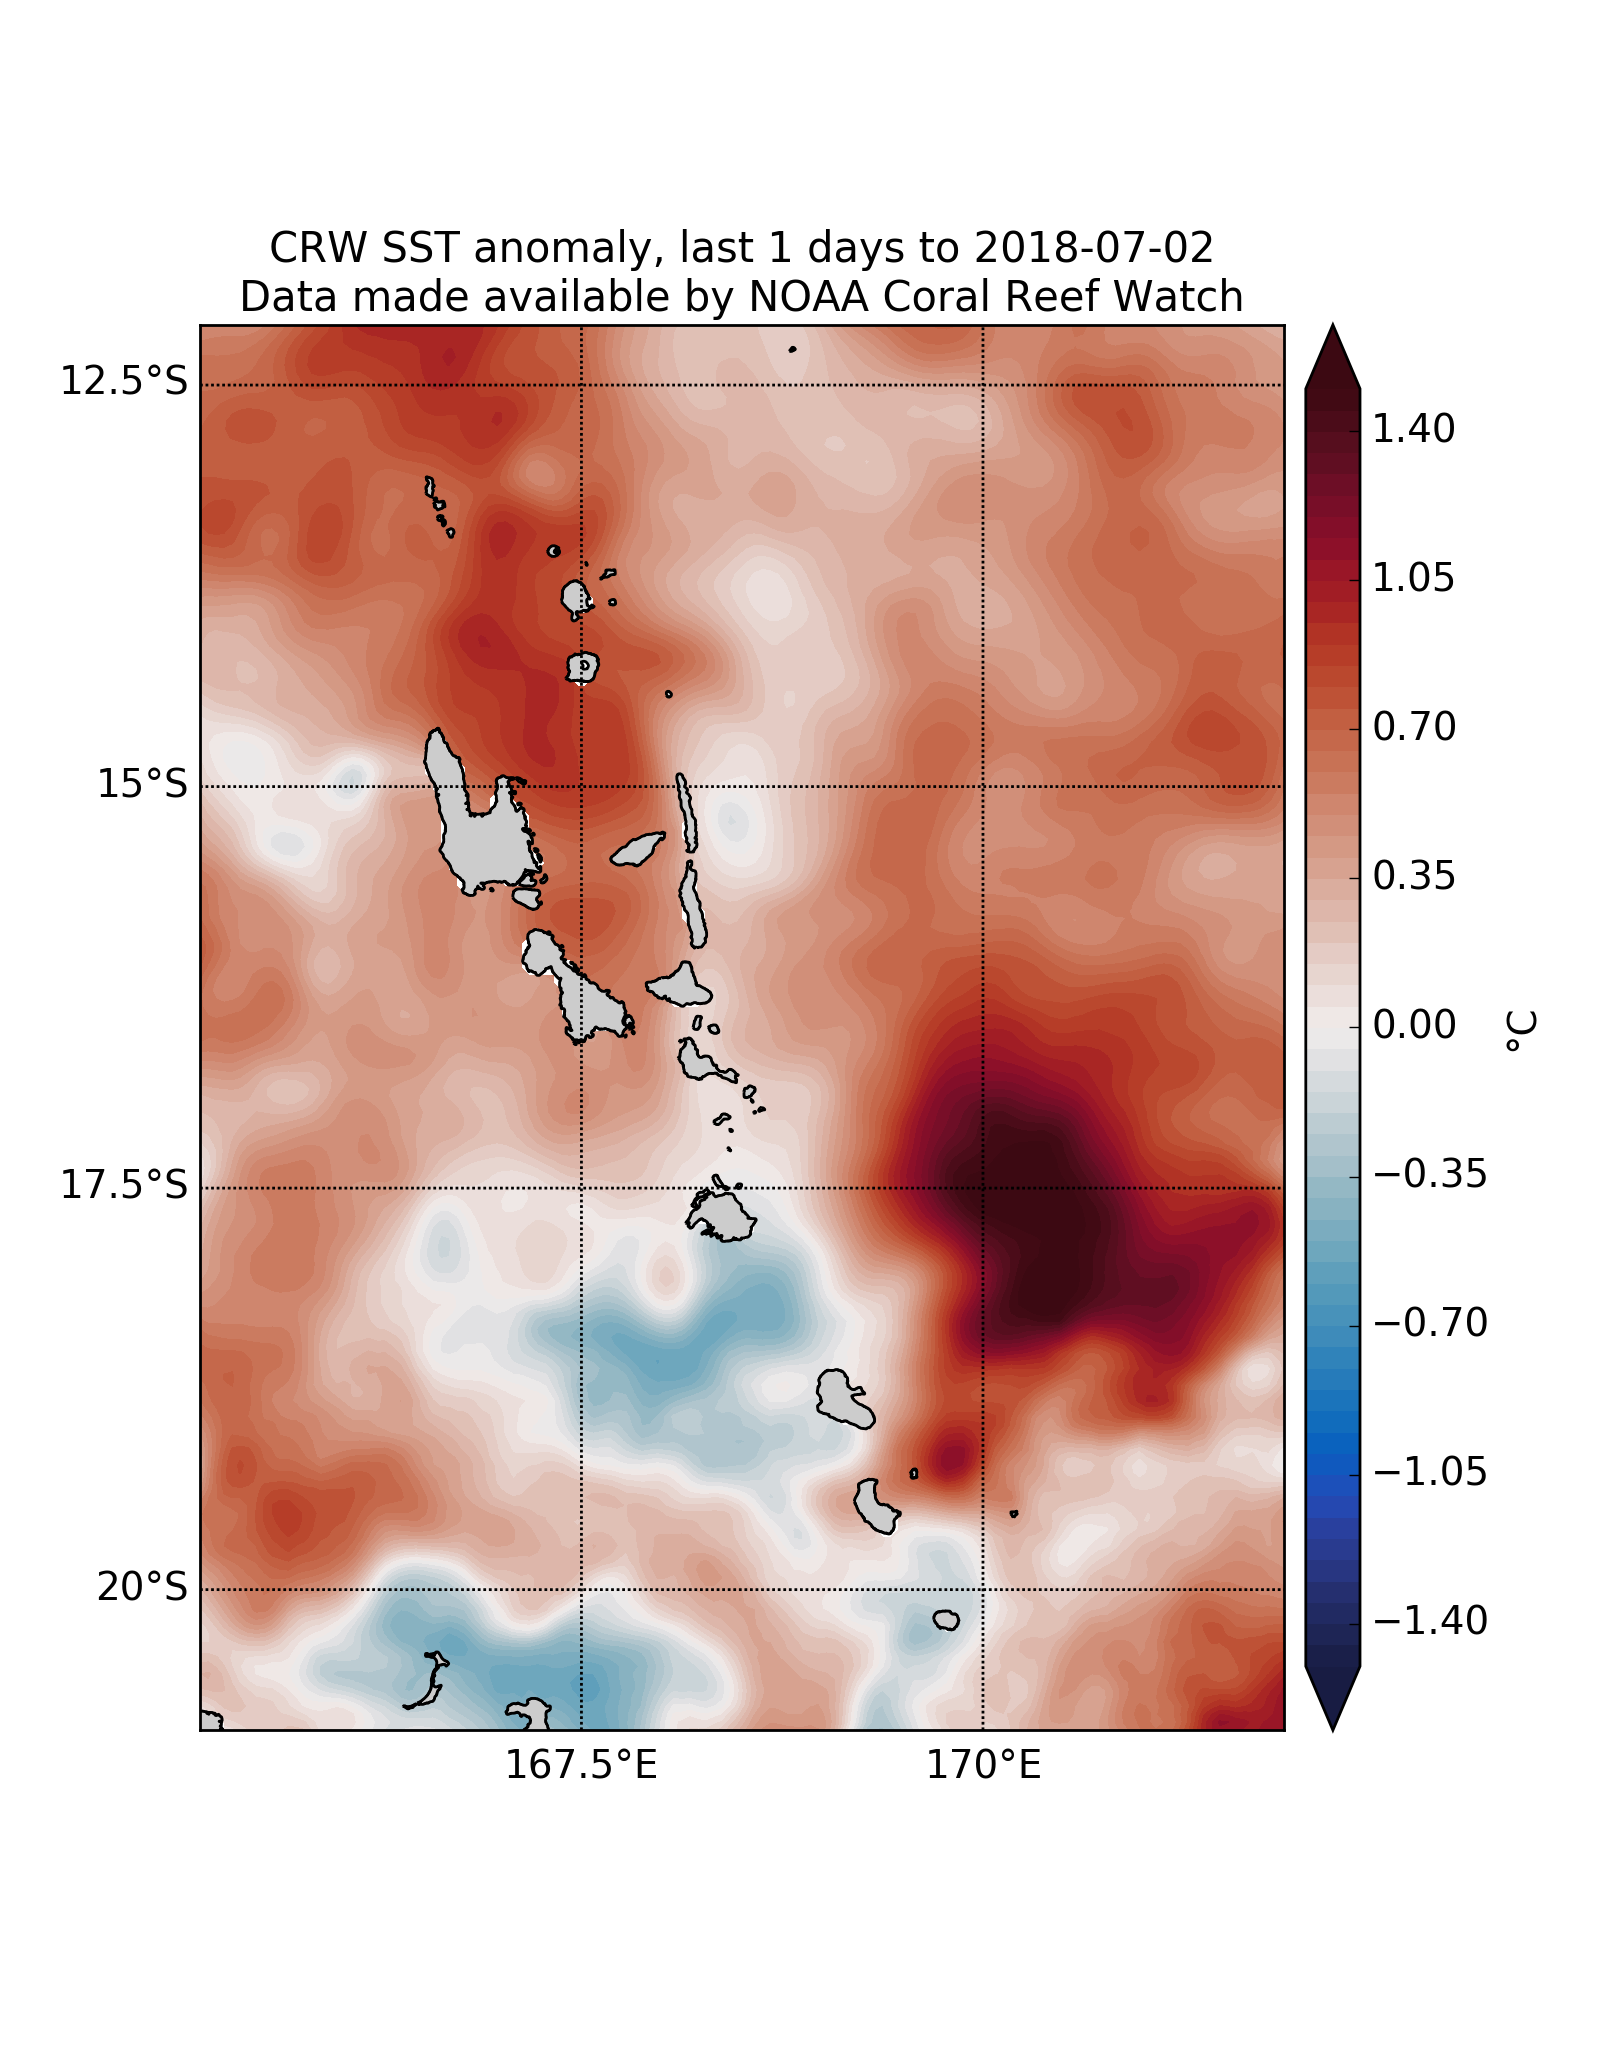 CRW SST anomaly, last 1 days to 2018-07-02
Data made available by NOAA Coral Reef Watch
12.5°S
15°S
17.5°S
20°S
167.5°E
170°E
1.40
1.05
0.70
0.35
0.00
−0.35
−0.70
−1.05
−1.40
°C